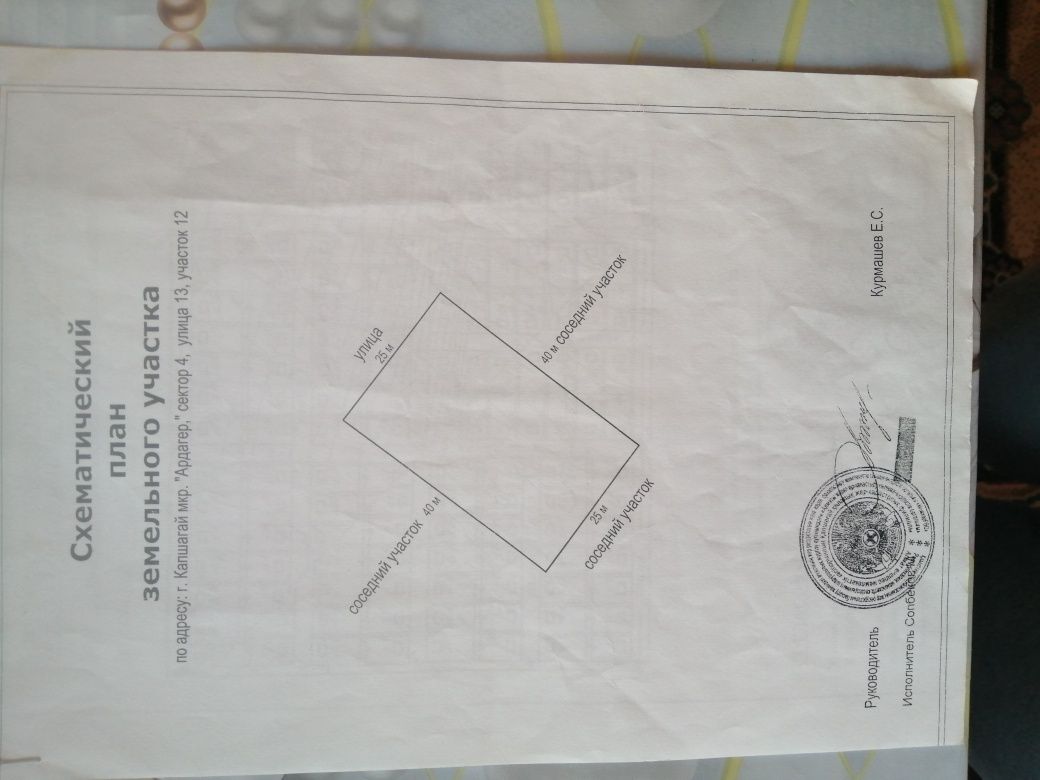 Схематический
план
земельного участка
по адресу: г. Капшагай мкр. "Ардагер," сектор 4, улица 13, участок 12
улица
25 м
соседний участок 40 м
40 м соседний участок
25 м
соседний участок
Руководитель Курмашев Е.С.
Исполнитель